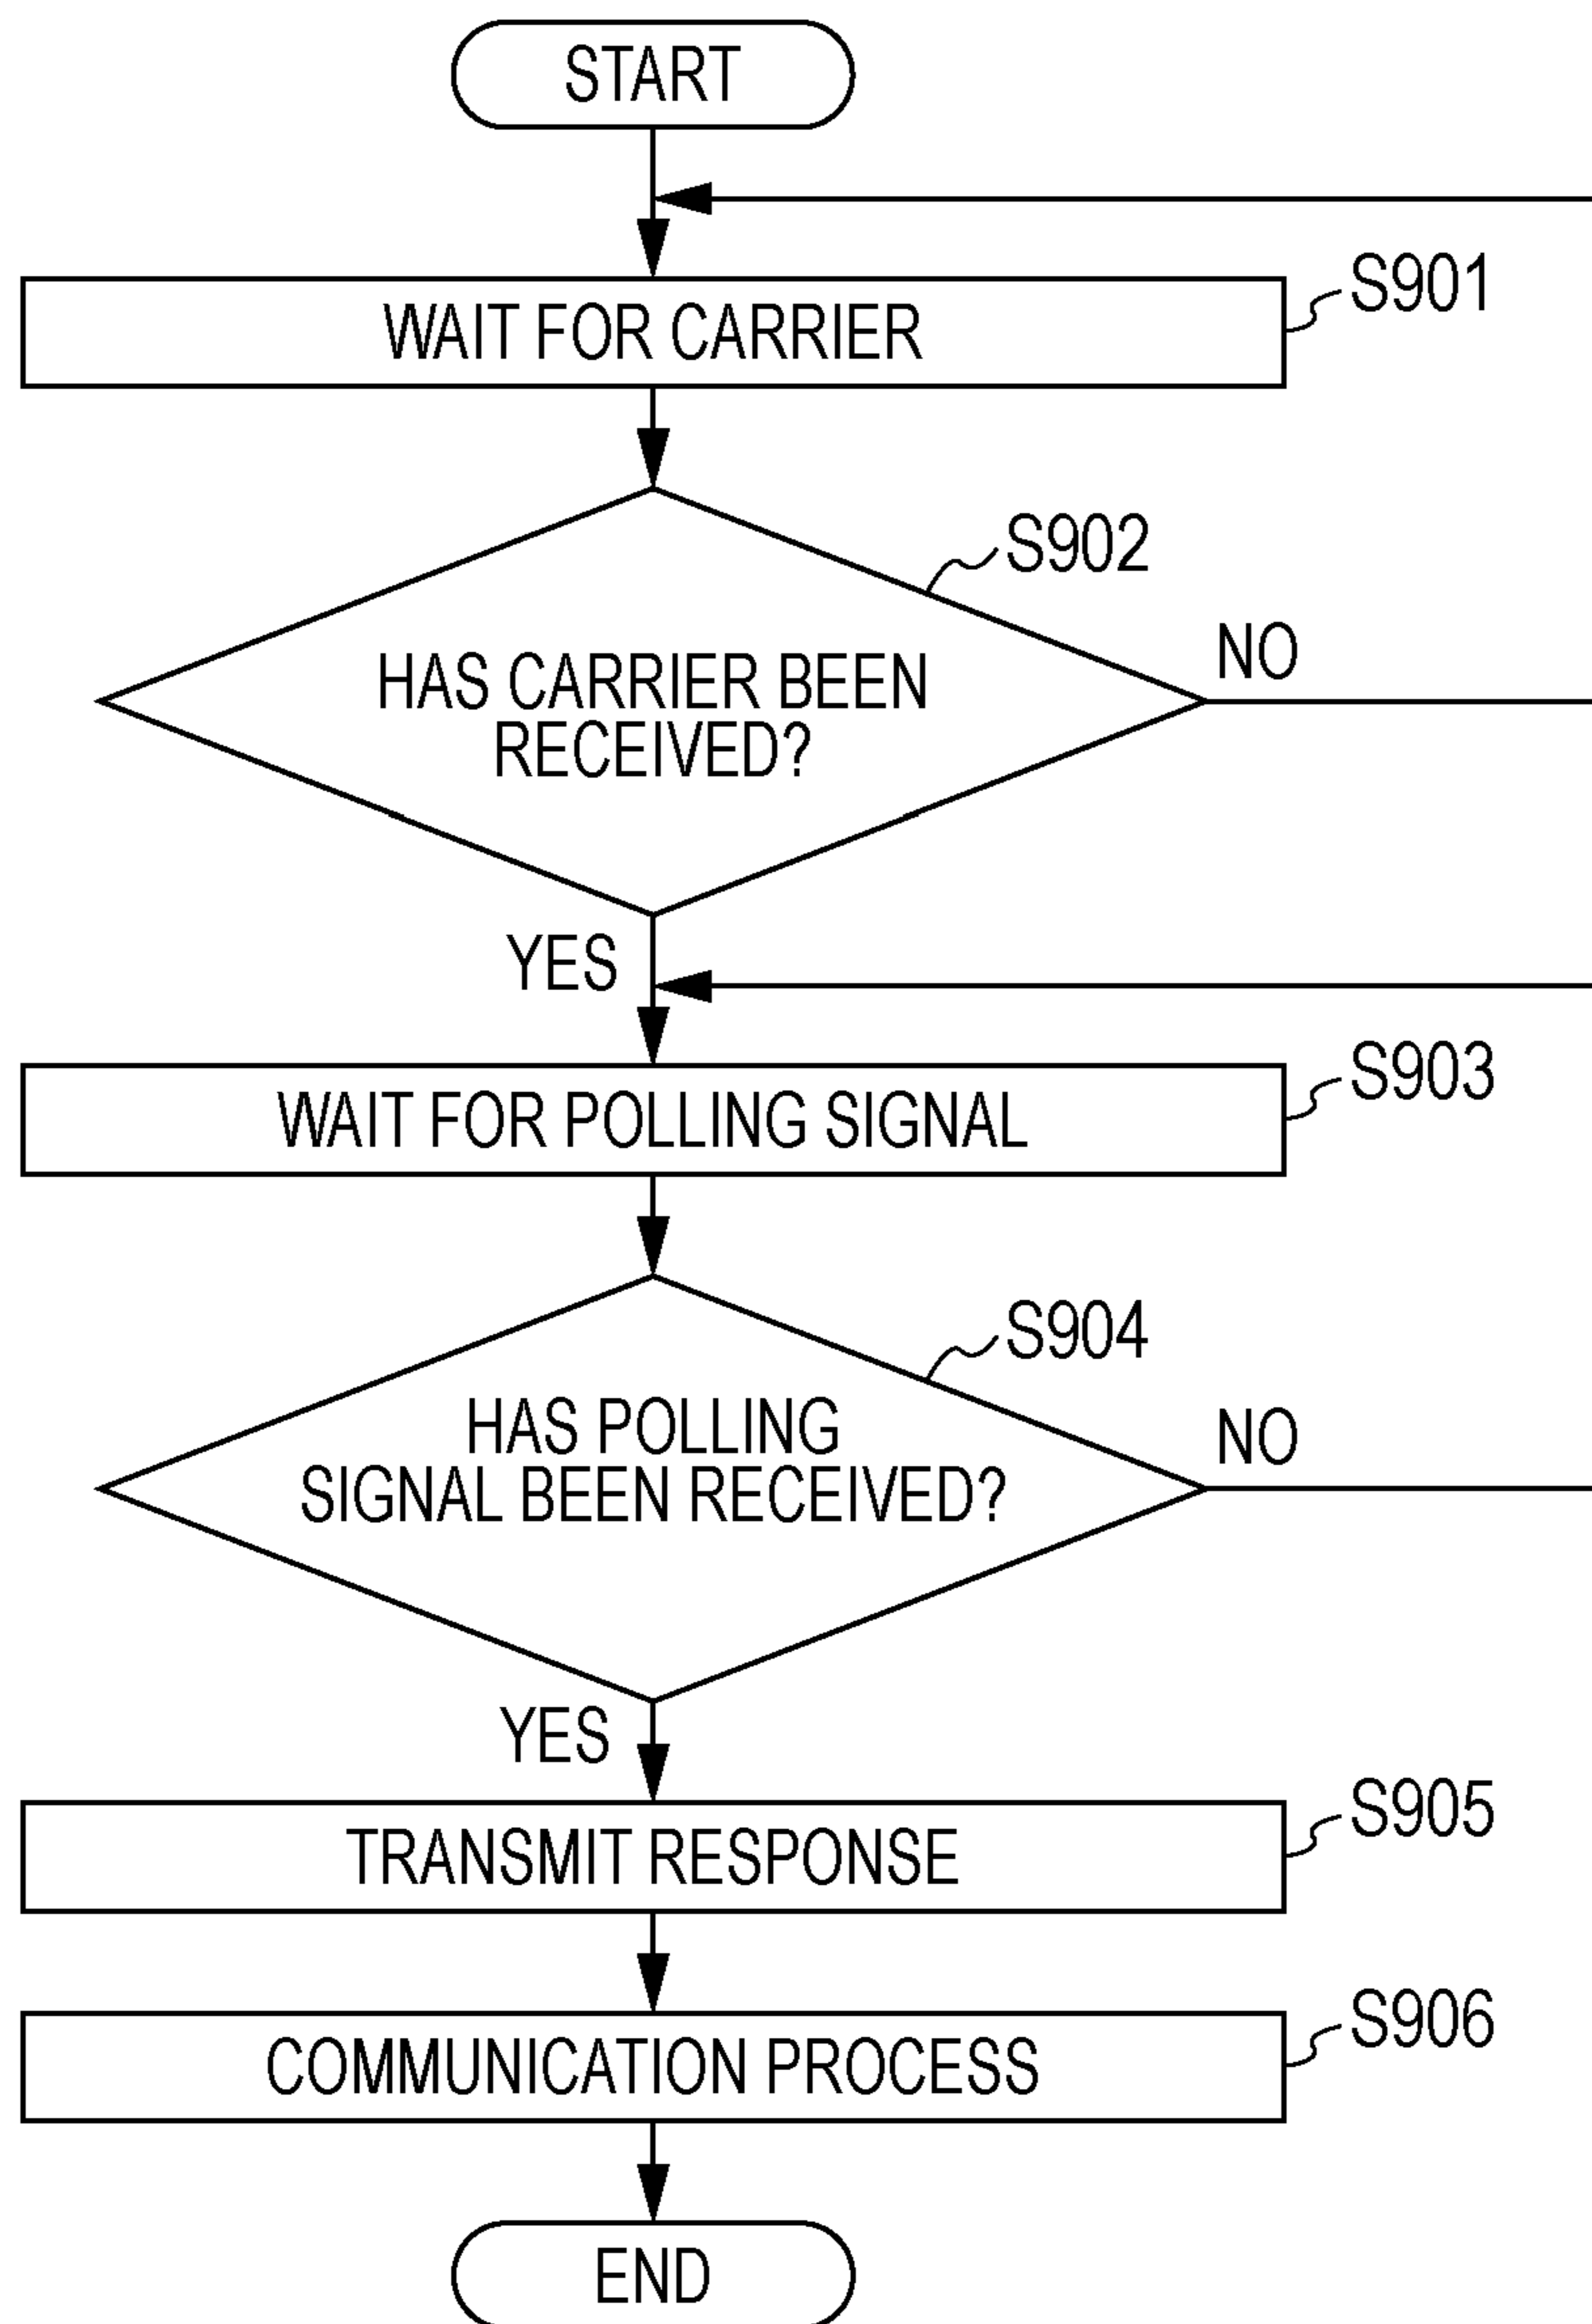 START
S901
WAIT FOR CARRIER
S902
NO
HAS CARRIER BEEN
RECEIVED?
YES
S903
WAIT FOR POLLING SIGNAL
S904
NO
HAS POLLING
SIGNAL BEEN RECEIVED?
YES
S905
TRANSMIT RESPONSE
S906
COMMUNICATION PROCESS
END